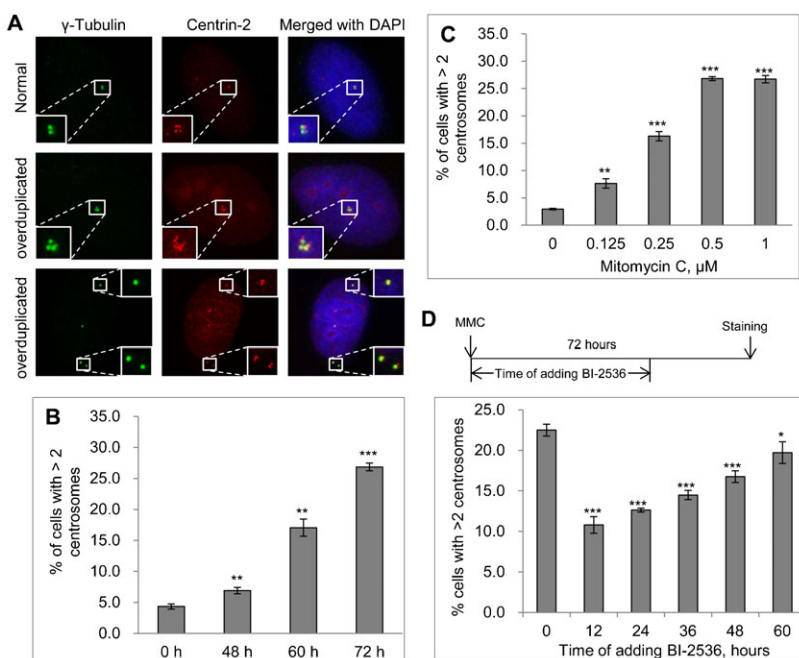 A
γ-Tubulin Centrin-2 Merged with DAPI
Normal
overduplicated
overduplicated
B
35.0
30.0
25.0
20.0
15.0
10.0
5.0
0.0
% of cells with > 2
centrosomes
**
**
***
0 h 48 h 60 h 72 h
C
35.0
30.0
25.0
20.0
15.0
10.0
5.0
0.0
% of cells with > 2
centrosomes
**
***
***
***
0 0.125 0.25 0.5 1
Mitomycin C, µM
D
MMC
72 hours
Staining
Time of adding BI-2536
25.0
20.0
15.0
10.0
5.0
0.0
% cells with >2 centrosomes
***
***
***
***
*
0 12 24 36 48 60
Time of adding BI-2536, hours